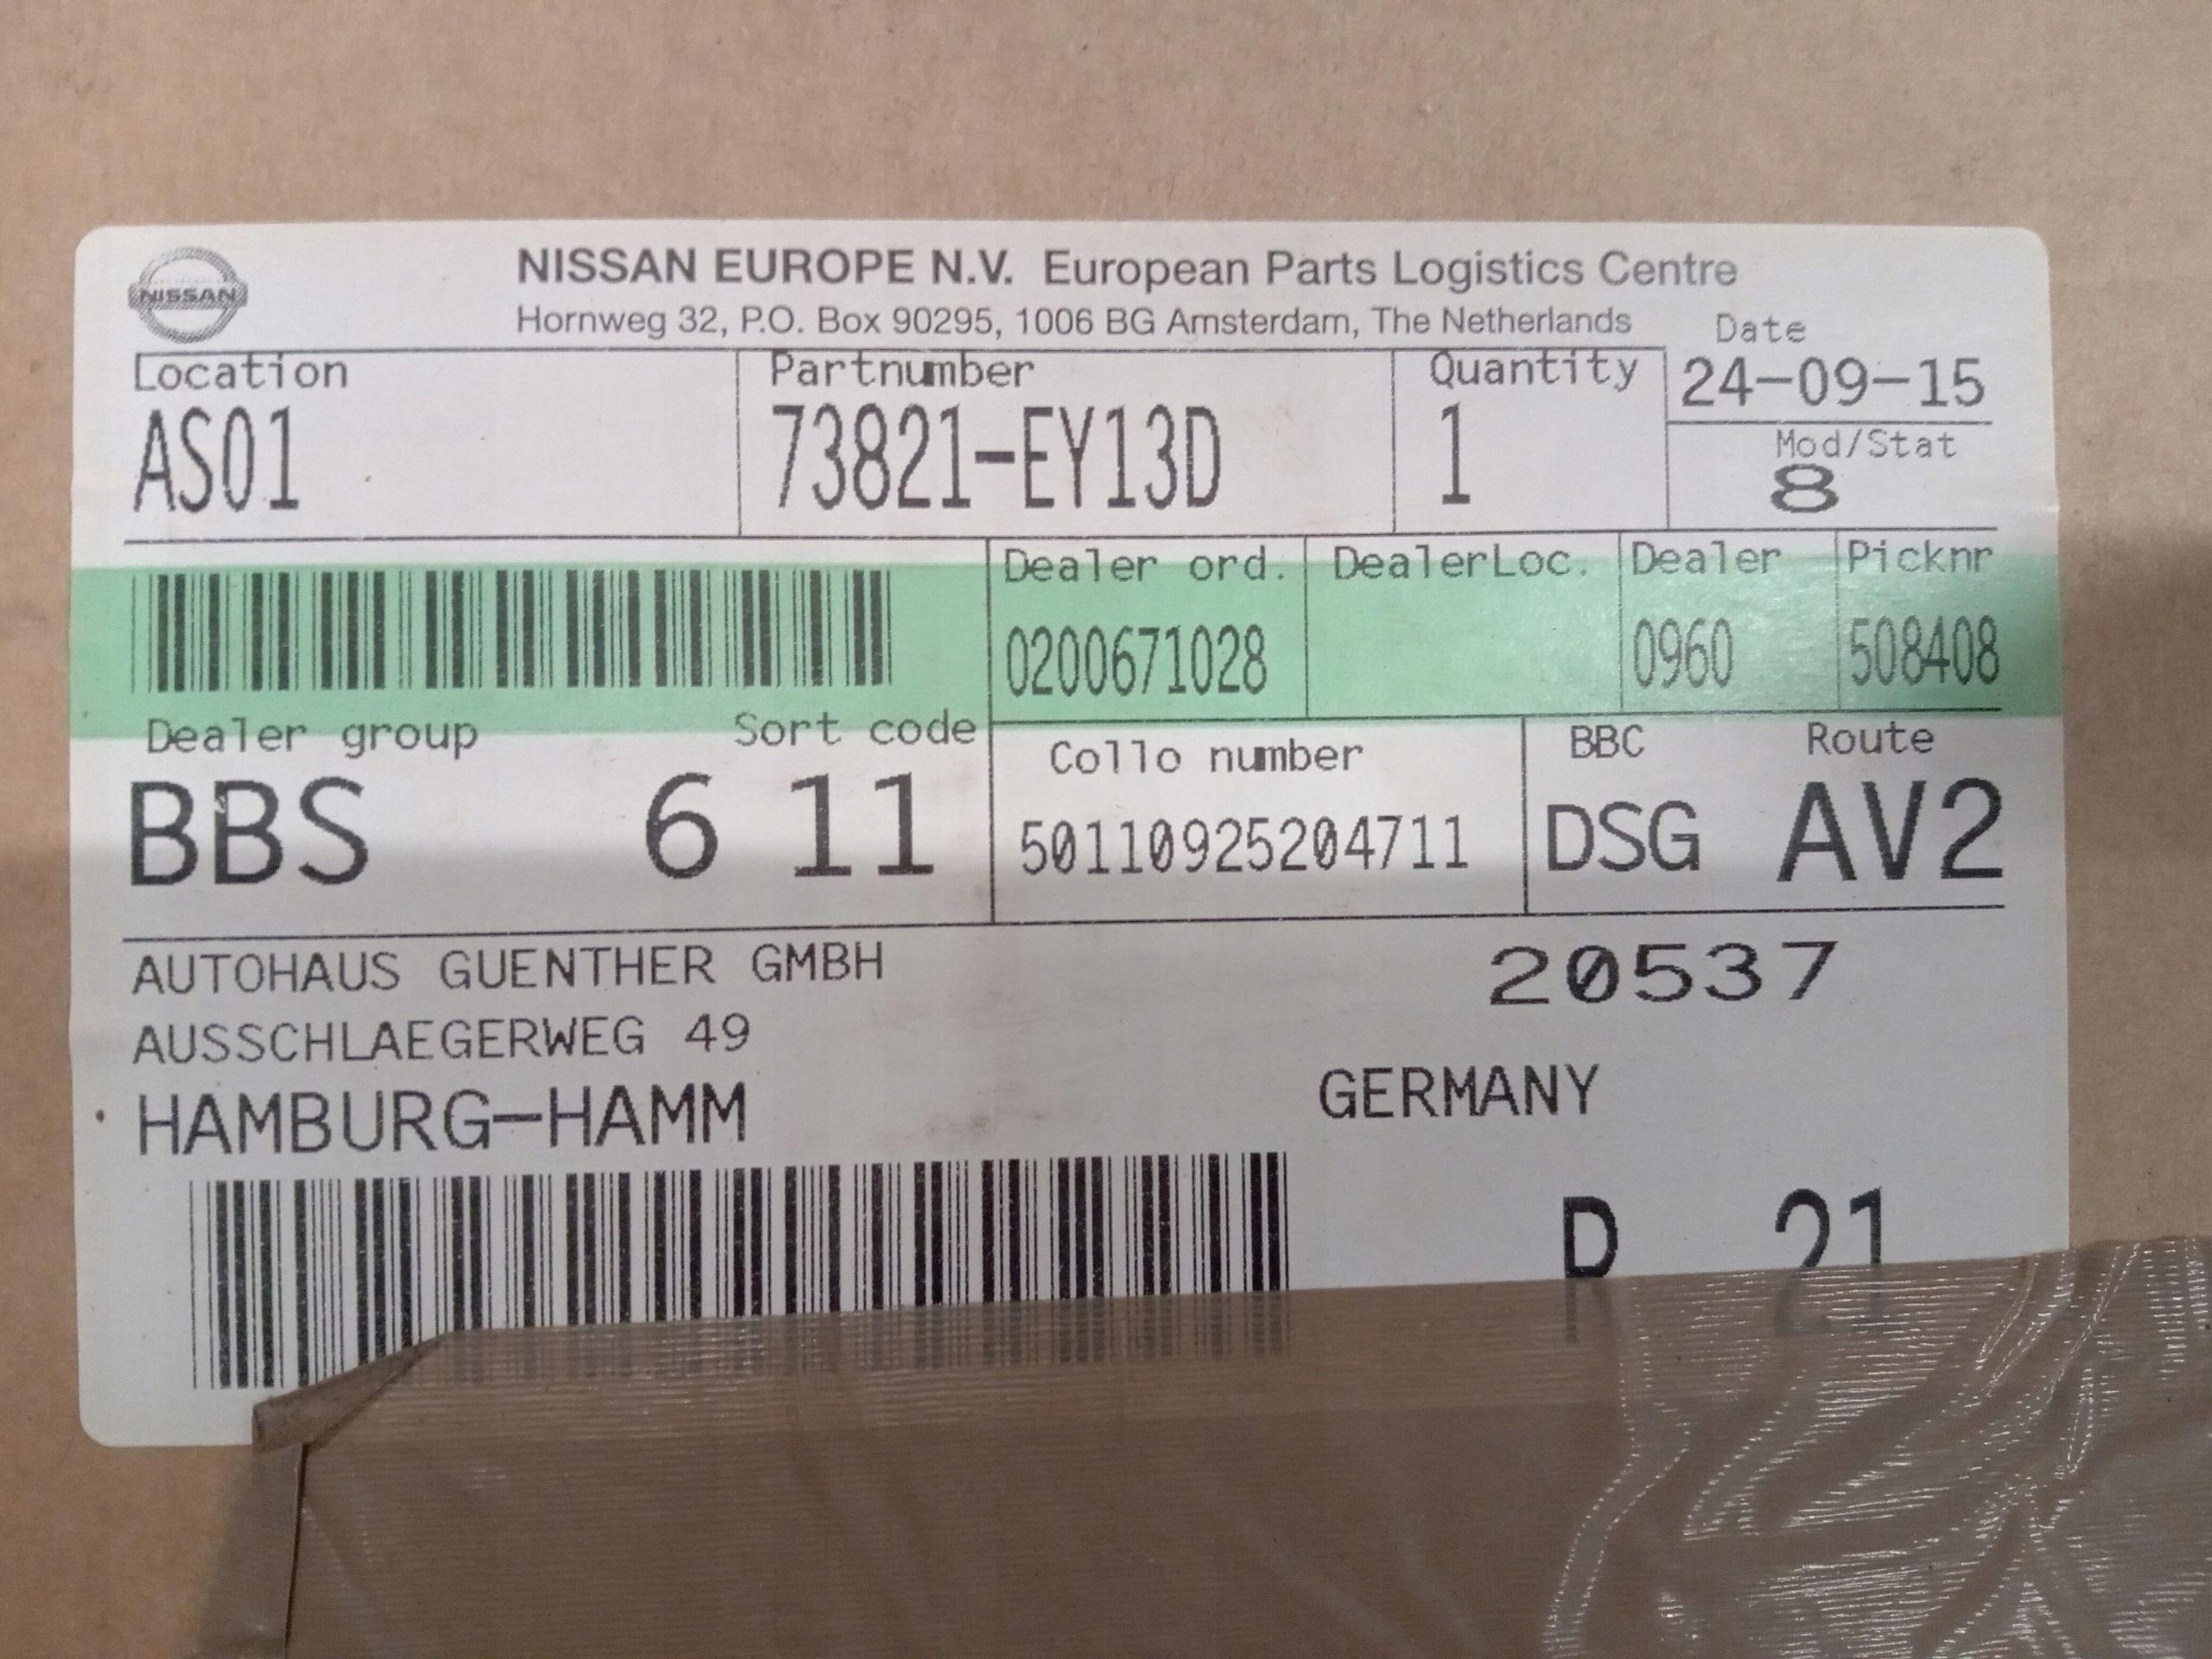 NISSAN
NISSAN EUROPE N.V. European Parts Logistics Centre
Hornweg 32, P.O. Box 90295, 1006 BG Amsterdam, The Netherlands
Location Partnumber Quantity Date
AS01 73821-EY13D 1 24-09-15
Mod/Stat
8
Dealer ord. DealerLoc. Dealer Picknr
0200671028 0960 508408
Dealer group Sort code Collo number BBC Route
BBS 6 11 50110925204711 DSG AV2
AUTOHAUS GUENTHER GMBH 20537
AUSSCHLAEGERWEG 49
HAMBURG-HAMM GERMANY
P 21